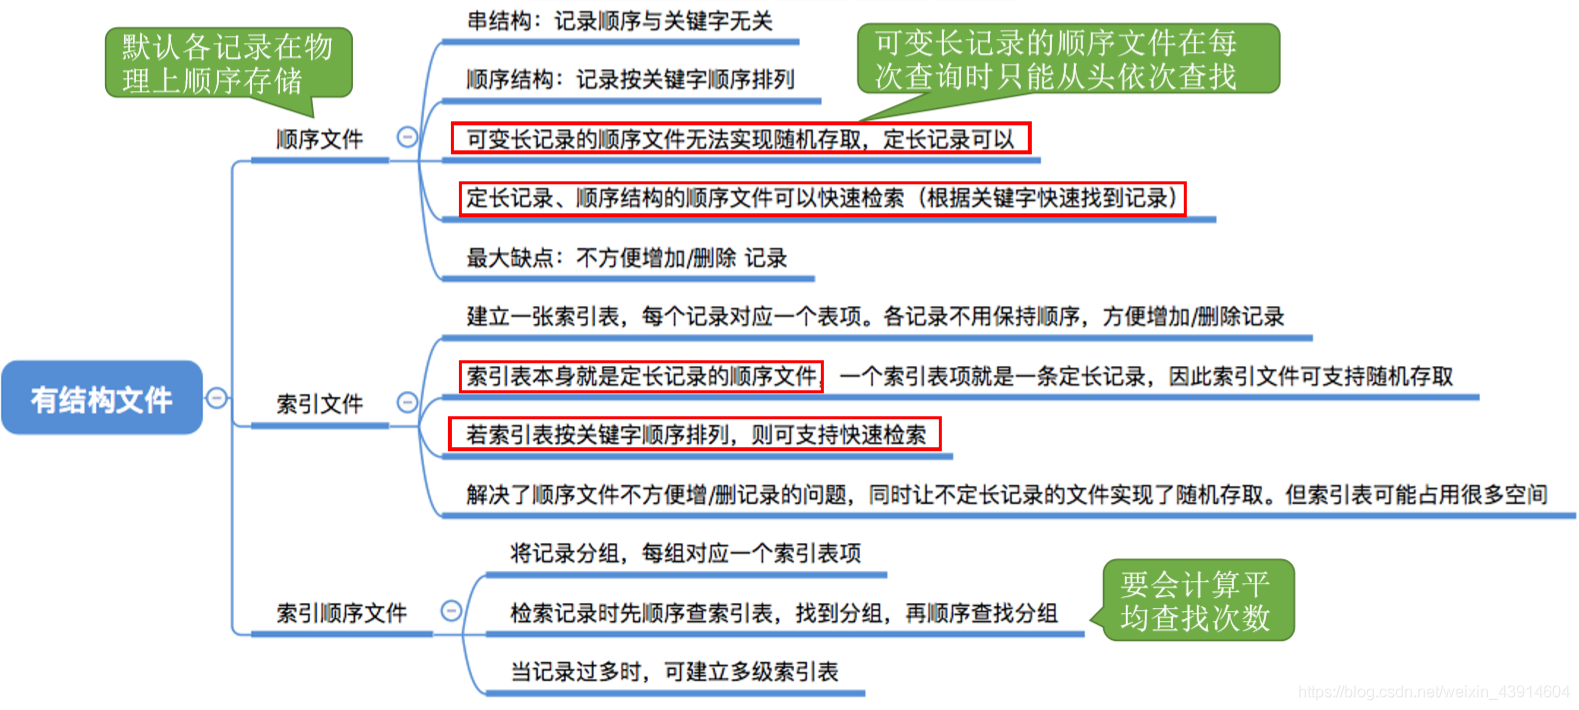 串结构：记录顺序与关键字无关
默认各记录在物
理上顺序存储
可变长记录的顺序文件在每
次查询时只能从头依次查找
顺序结构：记录按关键字顺序排列
顺序文件
可变长记录的顺序文件无法实现随机存取，定长记录可以
定长记录、顺序结构的顺序文件可以快速检索（根据关键字快速找到记录）
最大缺点：不方便增加/删除 记录
建立一张索引表，每个记录对应一个表项。各记录不用保持顺序，方便增加/删除记录
有结构文件
索引文件
索引表本身就是定长记录的顺序文件，一个索引表项就是一条定长记录，因此索引文件可支持随机存取
若索引表按关键字顺序排列，则可支持快速检索
解决了顺序文件不方便增/删记录的问题，同时让不定长记录的文件实现了随机存取。但索引表可能占用很多空间
将记录分组，每组对应一个索引表项
索引顺序文件
检索记录时先顺序查索引表，找到分组，再顺序查找分组
要会计算平
均查找次数
当记录过多时，可建立多级索引表
https://blog.csdn.net/weixin_43914604